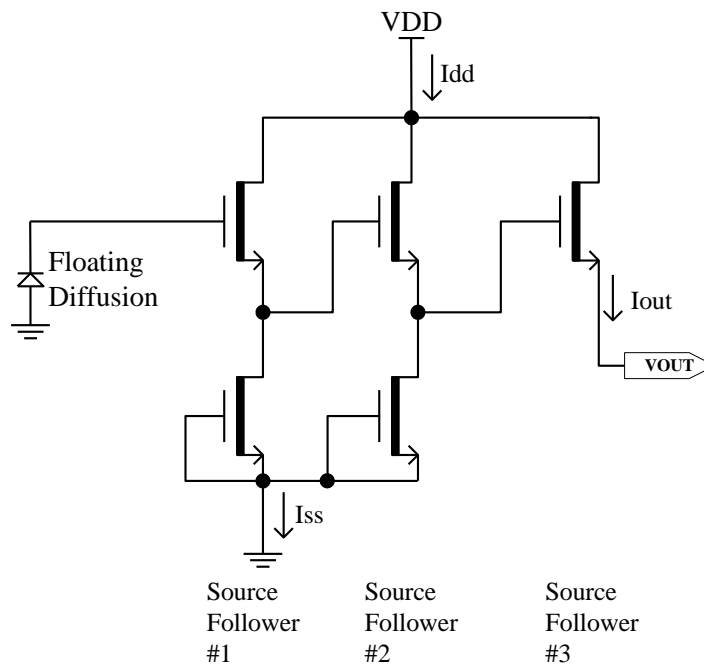 VDD
Idd
Floating
Diffusion
Iout
VOUT
Iss
Source
Follower
#1
Source
Follower
#2
Source
Follower
#3